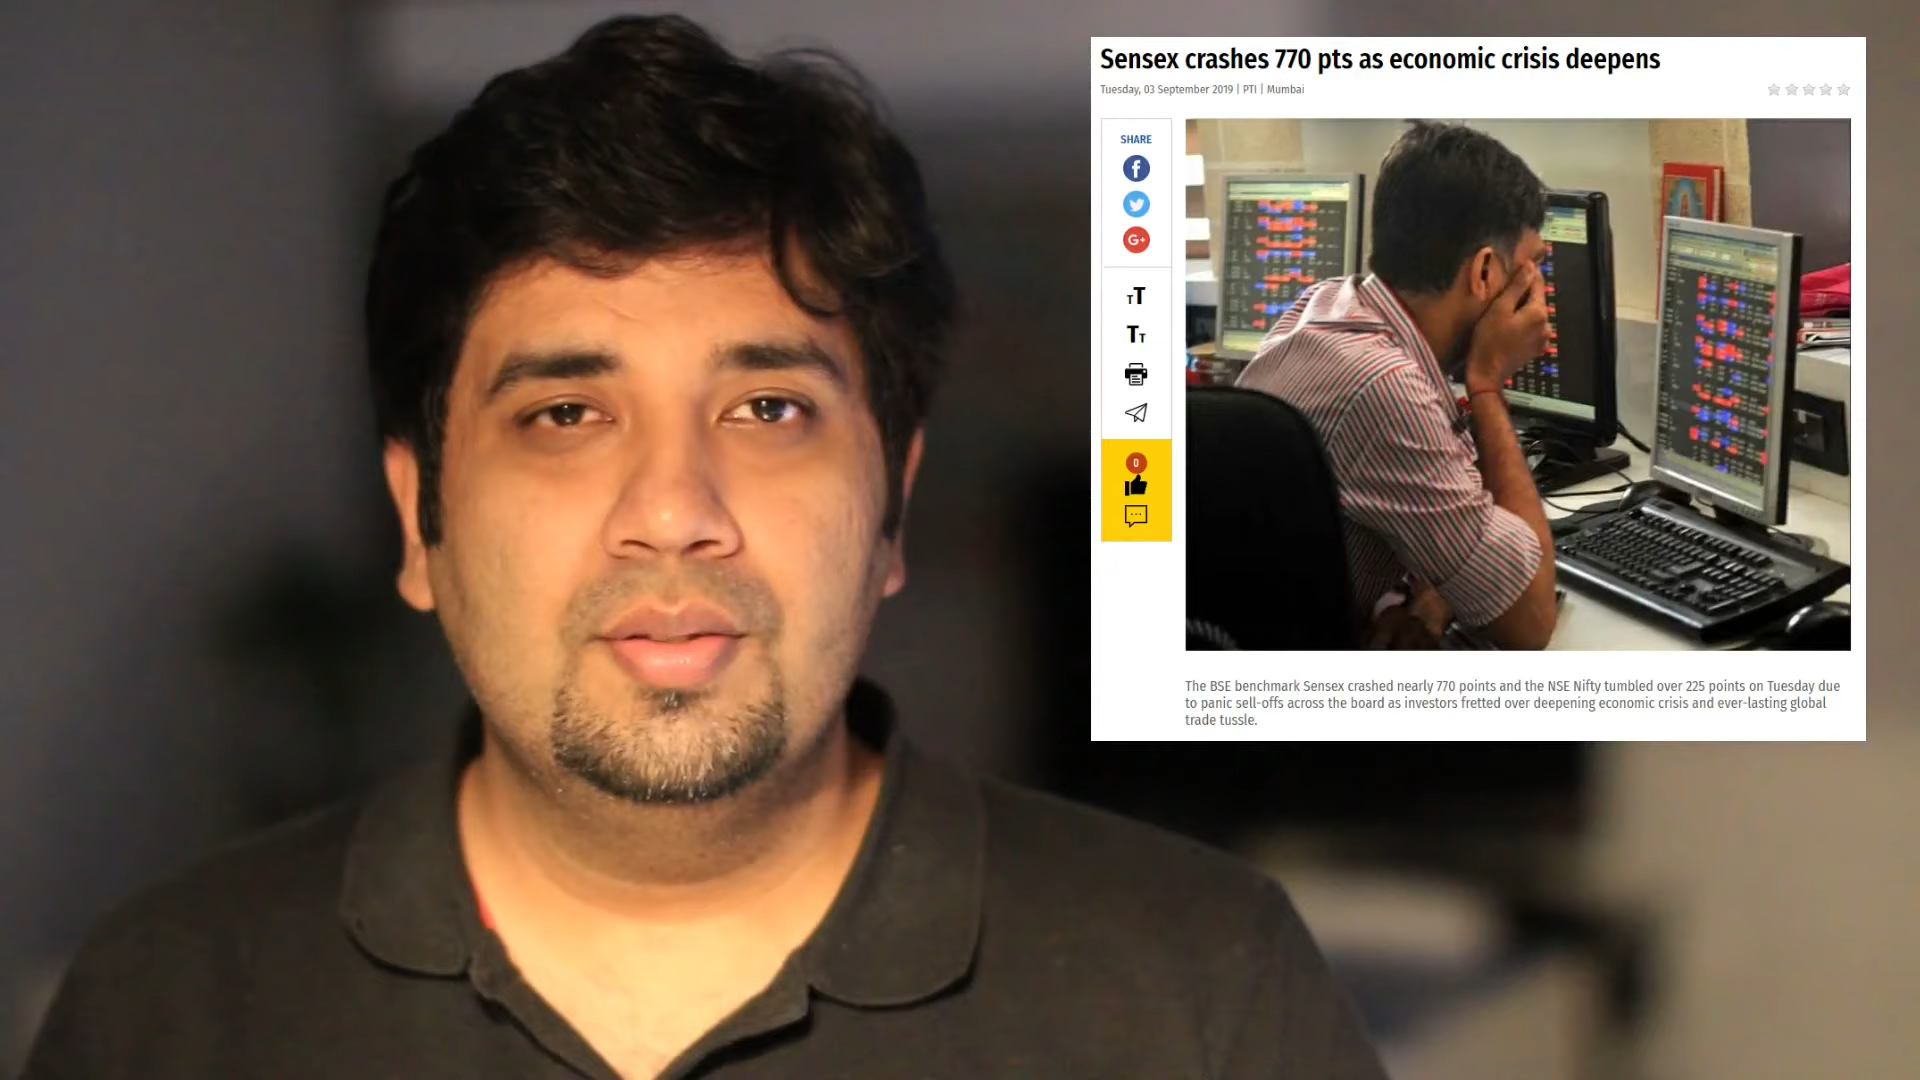 Sensex crashes 770 pts as economic crisis deepens
Tuesday, 03 September 2019 | PTI | Mumbai
SHARE
f
G+
TT
TT
0
The BSE benchmark Sensex crashed nearly 770 points and the NSE Nifty tumbled over 225 points on Tuesday due
to panic sell-offs across the board as investors fretted over deepening economic crisis and ever-lasting global
trade tussle.